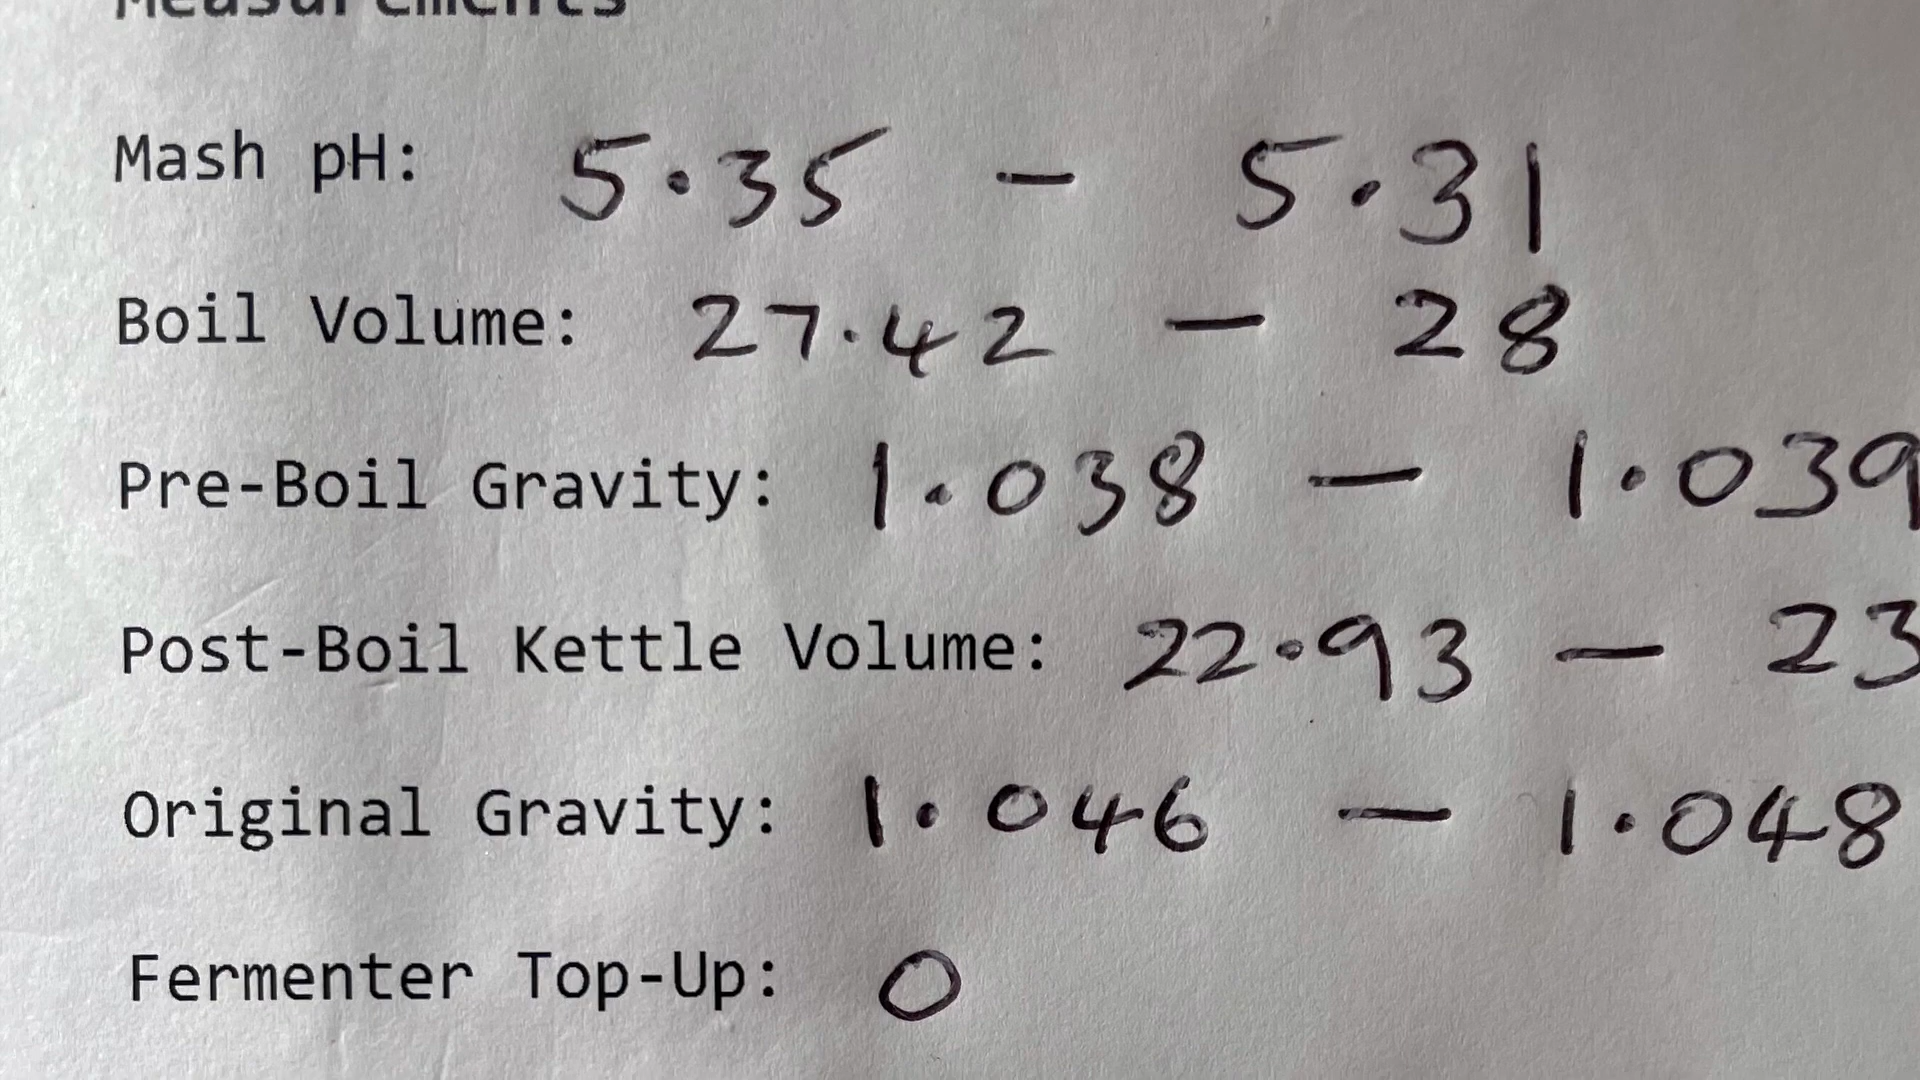 Measurements
Mash pH: 5.35 - 5.31
Boil Volume: 27.42 - 28
Pre-Boil Gravity: 1.038 - 1.039
Post-Boil Kettle Volume: 22.93 - 23
Original Gravity: 1.046 - 1.048
Fermenter Top-Up: 0